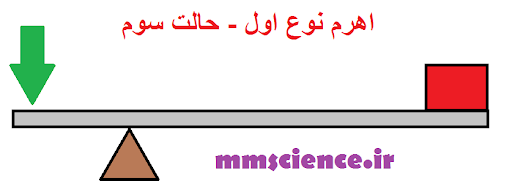 اهرم نوع اول - حالت سوم
mmscience.ir